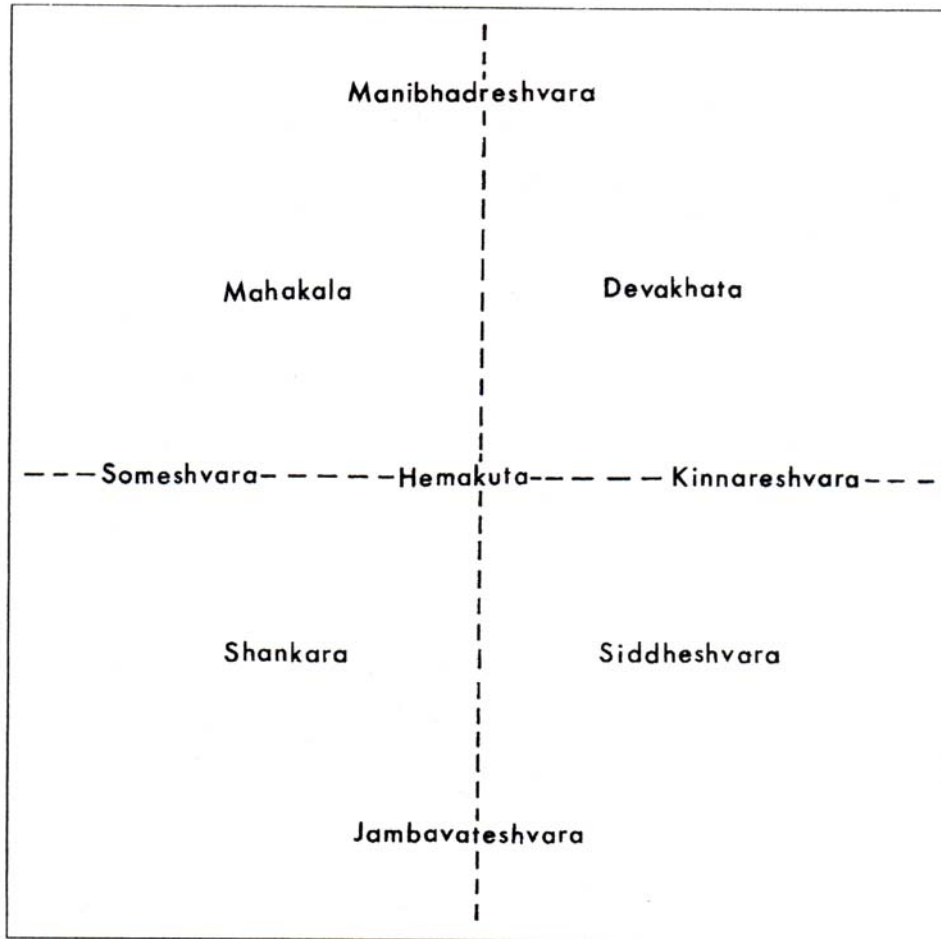 Manibhadreshvara
Mahakala Devakhata
Someshvara Hemakuta Kinnareshvara
Shankara Siddheshvara
Jambavateshvara